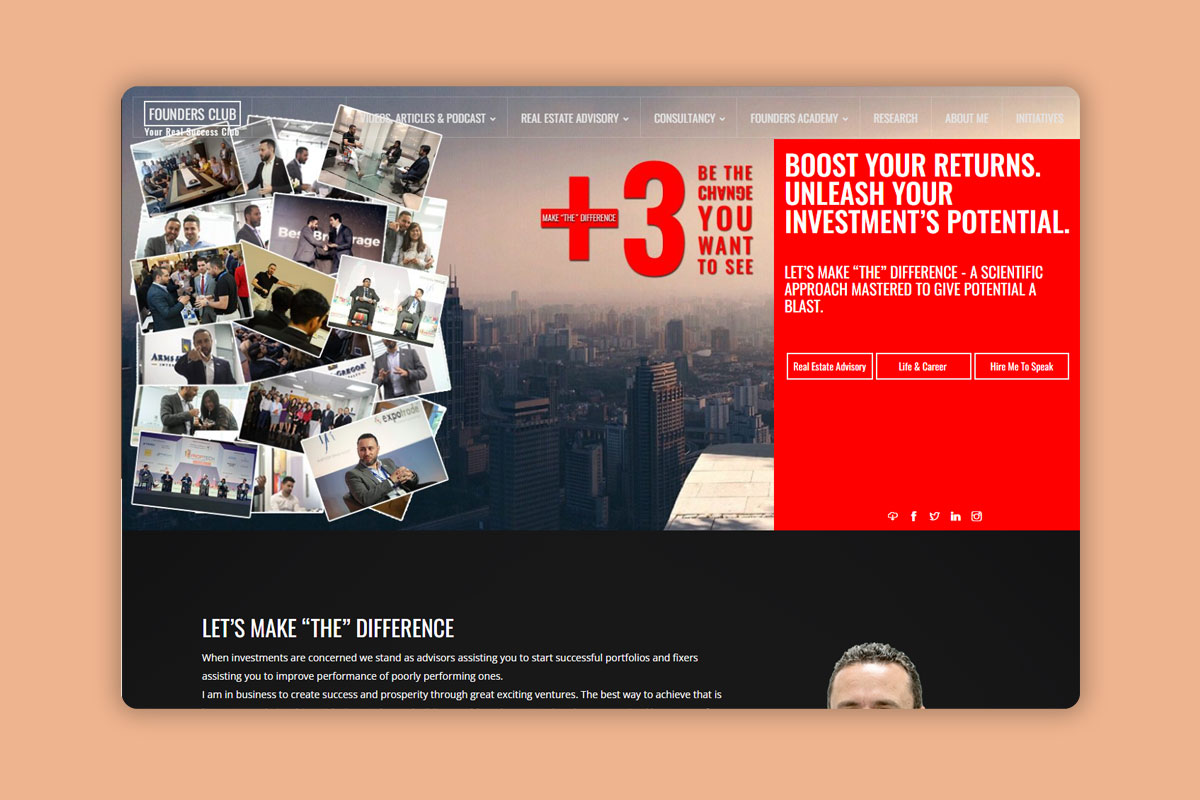 FOUNDERS CLUB
Your Real Success Club
VIDEOS, ARTICLES & PODCAST
REAL ESTATE ADVISORY
CONSULTANCY
FOUNDERS ACADEMY
RESEARCH
ABOUT ME
INITIATIVES
+3
MAKE “THE” DIFFERENCE
BE THE
CHANGE
YOU
WANT
TO SEE
expotrade
BOOST YOUR RETURNS.
UNLEASH YOUR
INVESTMENT’S POTENTIAL.
LET’S MAKE “THE” DIFFERENCE - A SCIENTIFIC
APPROACH MASTERED TO GIVE POTENTIAL A
BLAST.
Real Estate Advisory
Life & Career
Hire Me To Speak
LET’S MAKE “THE” DIFFERENCE
When investments are concerned we stand as advisors assisting you to start successful portfolios and fixers
assisting you to improve performance of poorly performing ones.
I am in business to create success and prosperity through great exciting ventures. The best way to achieve that is